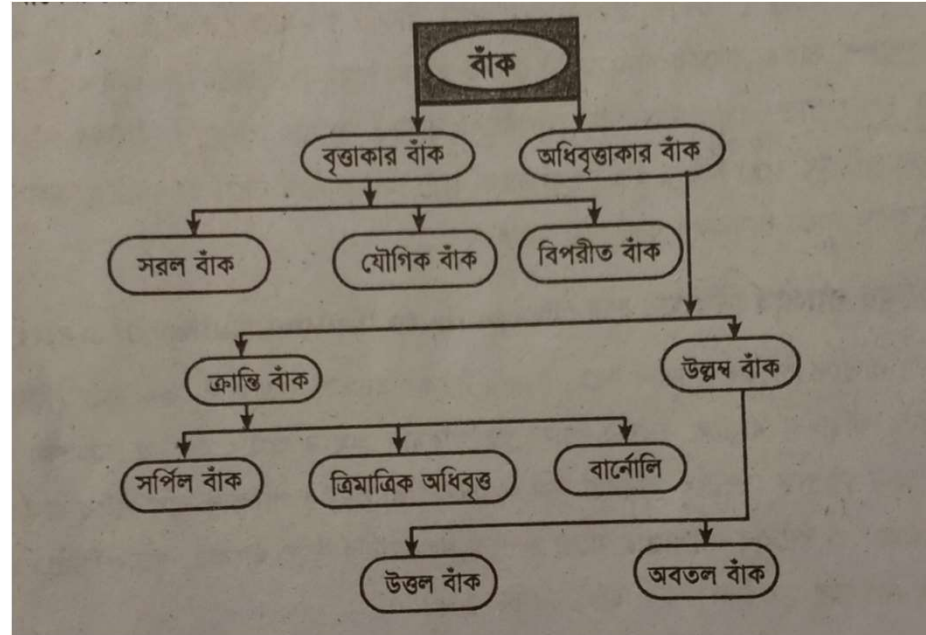 বাঁক
বৃত্তাকার বাঁক
অধিবৃত্তাকার বাঁক
সরল বাঁক
যৌগিক বাঁক
বিপরীত বাঁক
ক্রান্তি বাঁক
উল্লম্ব বাঁক
সর্পিল বাঁক
ত্রিমাত্রিক অধিবৃত্ত
বার্নোলি
উত্তল বাঁক
অবতল বাঁক